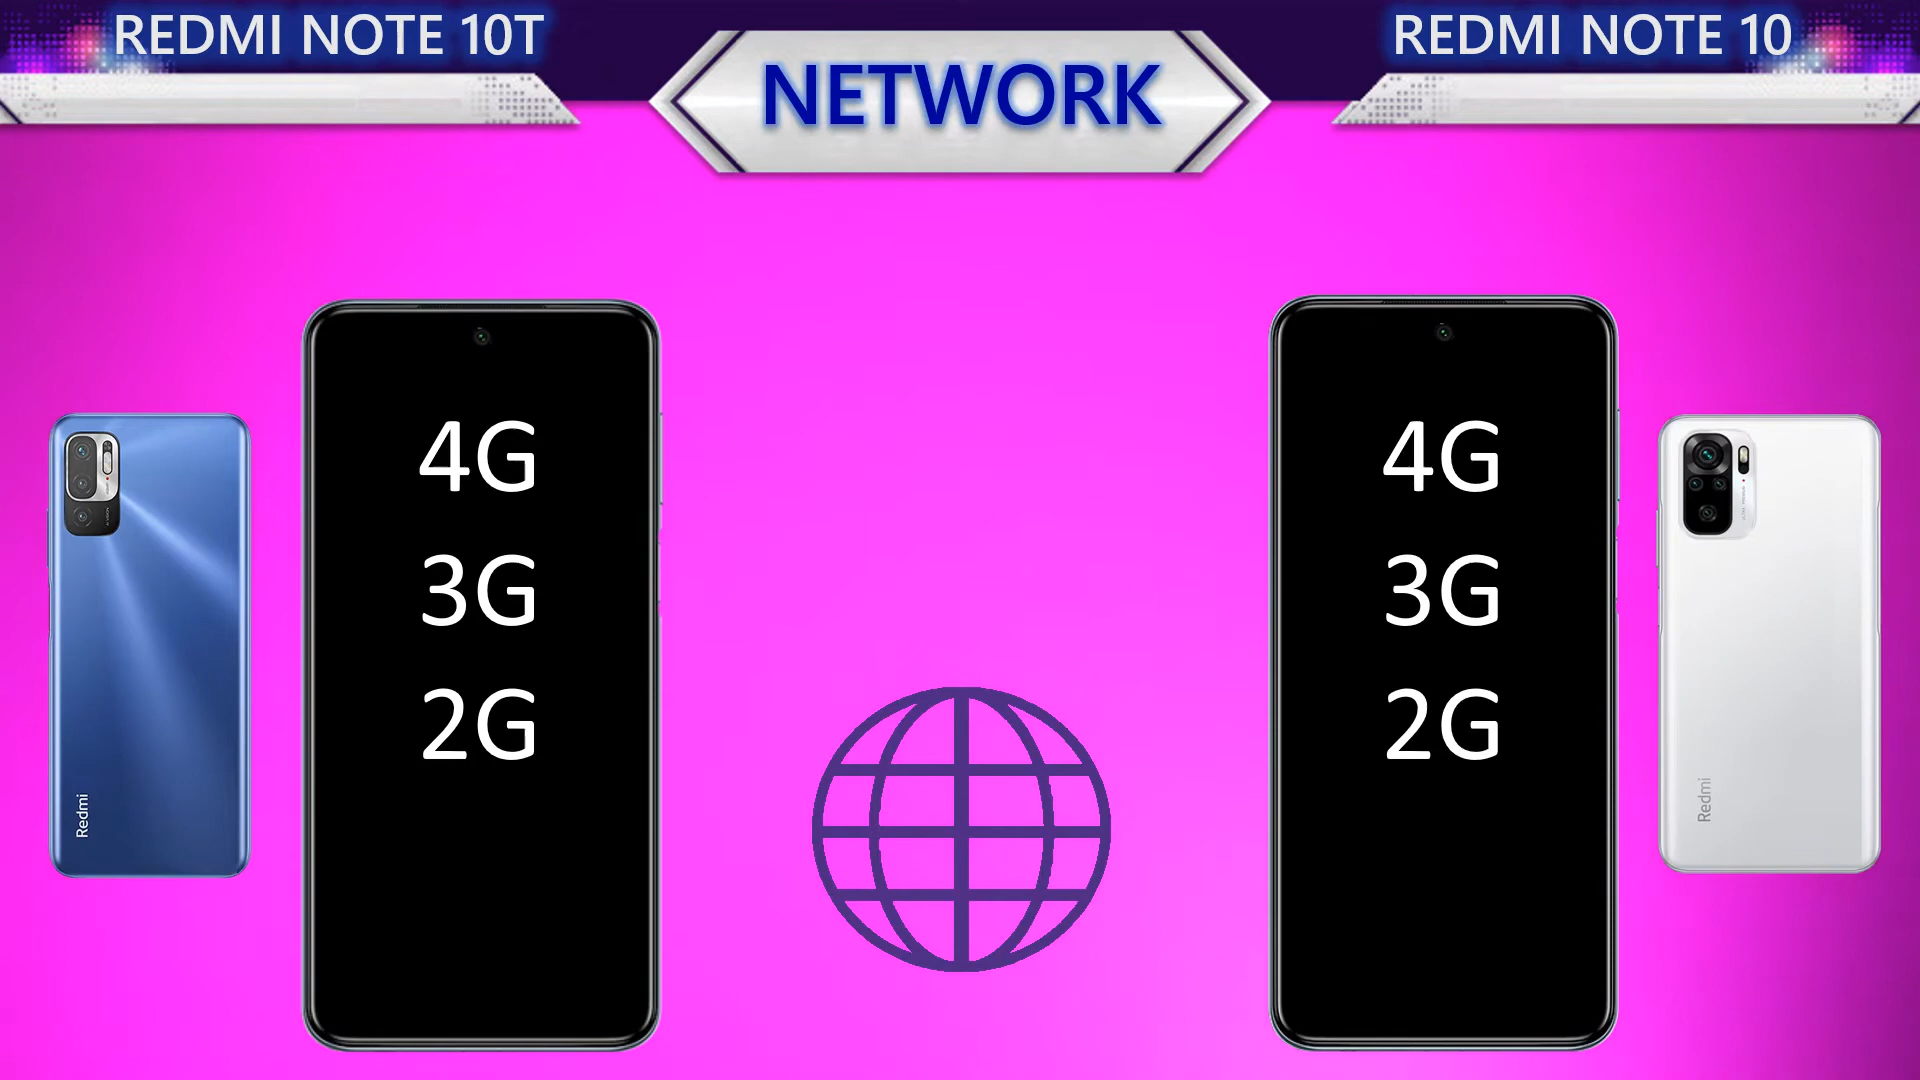 REDMI NOTE 10T
NETWORK
REDMI NOTE 10
4G
3G
2G
4G
3G
2G
Redmi
Redmi